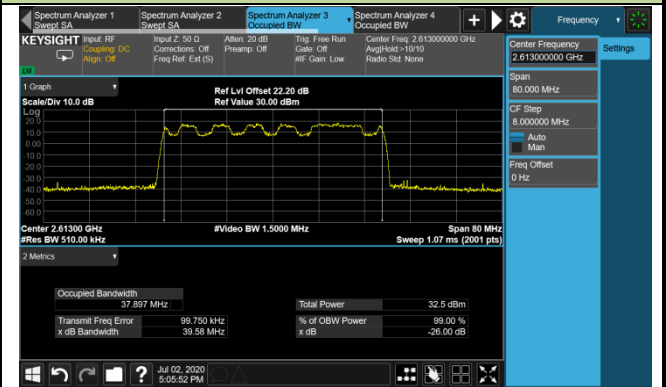 Spectrum Analyzer 1
Swept SA
Spectrum Analyzer 2
Swept SA
Spectrum Analyzer 3
Occupied BW
Spectrum Analyzer 4
Occupied BW
+
Frequency
KEYSIGHT
Input: RF
Coupling: DC
Align: Off
Input Z: 50 Ω
Corrections: Off
Freq Ref: Ext (S)
Atten: 20 dB
Preamp: Off
Trig: Free Run
Gate: Off
#IF Gain: Low
Center Freq: 2.613000000 GHz
Avg|Hold:>10/10
Radio Std: None
LVI
Center Frequency
2.613000000 GHz
Settings
Span
80.000 MHz
CF Step
8.000000 MHz
Auto
Man
Freq Offset
0 Hz
1 Graph
Scale/Div 10.0 dB
Ref Lvl Offset 22.20 dB
Ref Value 30.00 dBm
Log
20.0
10.0
0.00
-10.0
-20.0
-30.0
-40.0
-50.0
-60.0
Center 2.61300 GHz
#Res BW 510.00 kHz
#Video BW 1.5000 MHz
Span 80 MHz
Sweep 1.07 ms (2001 pts)
2 Metrics
Occupied Bandwidth
37.897 MHz
Total Power 32.5 dBm
Transmit Freq Error 99.750 kHz
% of OBW Power 99.00 %
x dB Bandwidth 39.58 MHz
x dB -26.00 dB
?
Jul 02, 2020
5:05:52 PM